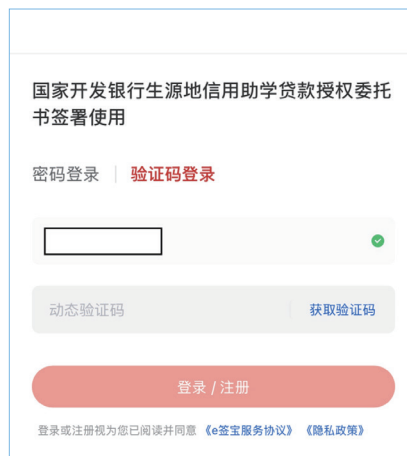 国家开发银行生源地信用助学贷款授权委托
书签署使用
密码登录 验证码登录
动态验证码 获取验证码
登录 / 注册
登录或注册视为您已阅读并同意 《e签宝服务协议》 《隐私政策》